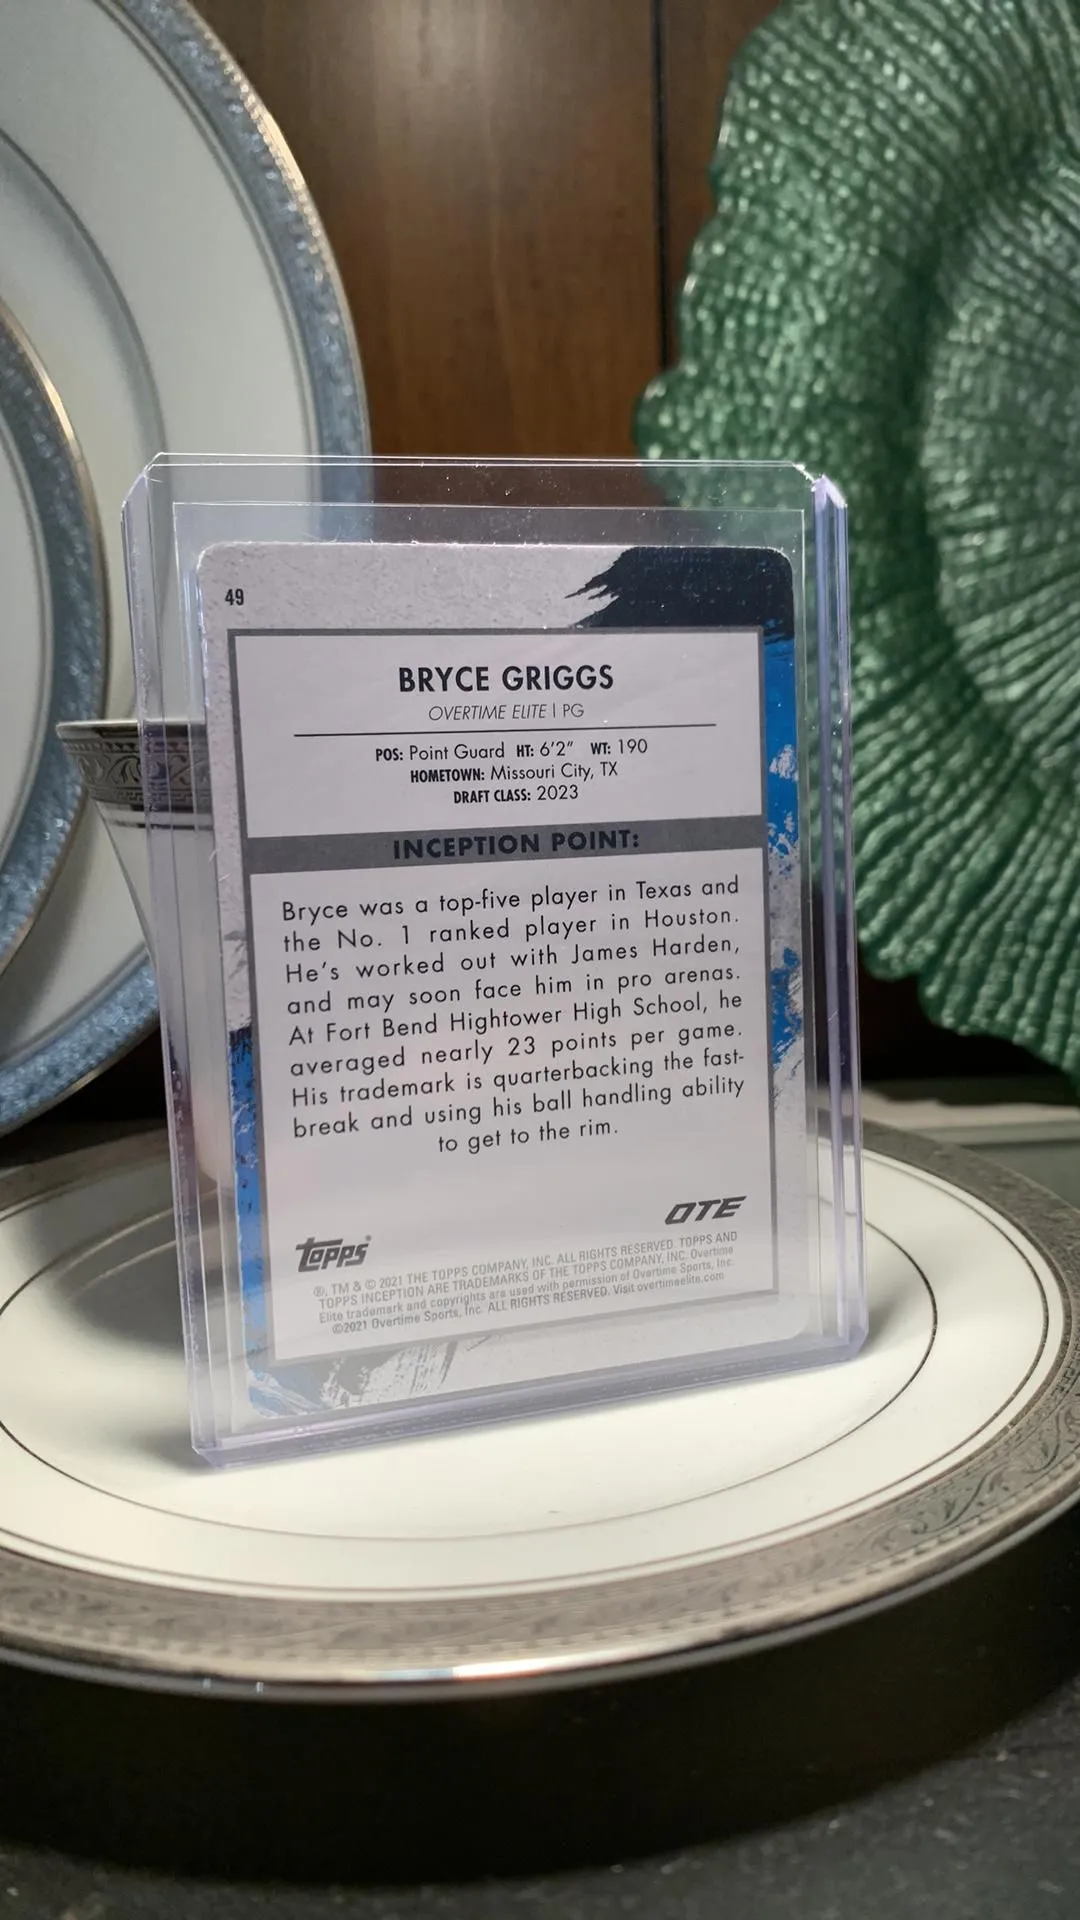 49
BRYCE GRIGGS
OVERTIME ELITE | PG
POS: Point Guard HT: 6'2" WT: 190
HOMETOWN: Missouri City, TX
DRAFT CLASS: 2023
INCEPTION POINT:
Bryce was a top-five player in Texas and
the No. 1 ranked player in Houston.
He's worked out with James Harden,
and may soon face him in pro arenas.
At Fort Bend Hightower High School, he
averaged nearly 23 points per game.
His trademark is quarterbacking the fast-
break and using his ball handling ability
to get to the rim.
OTE
Topps
®, TM & © 2021 THE TOPPS COMPANY, INC. ALL RIGHTS RESERVED. TOPPS AND
TOPPS INCEPTION ARE TRADEMARKS OF THE TOPPS COMPANY, INC. Overtime
Elite trademark and copyrights are used with permission of Overtime Sports, Inc.
©2021 Overtime Sports, Inc. ALL RIGHTS RESERVED. Visit overtimeelite.com